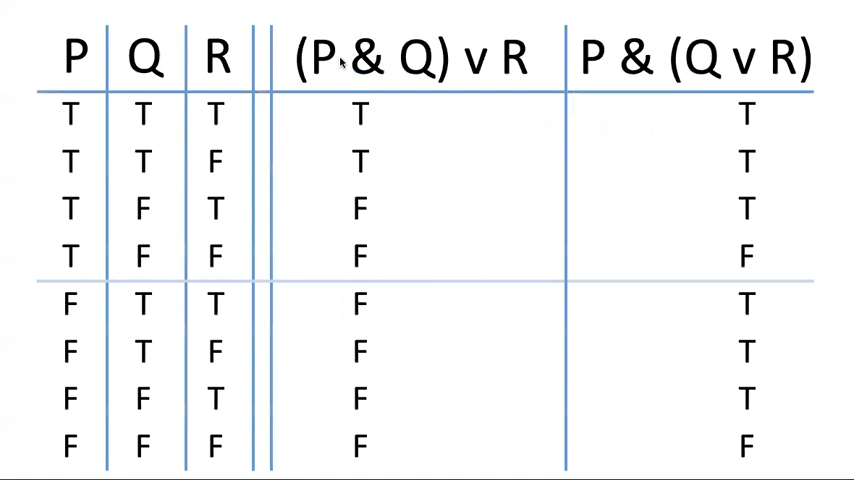 P Q R (P & Q) v R P & (Q v R)
T T T T T
T T F T T
T F T F T
T F F F F
F T T F T
F T F F T
F F T F T
F F F F F